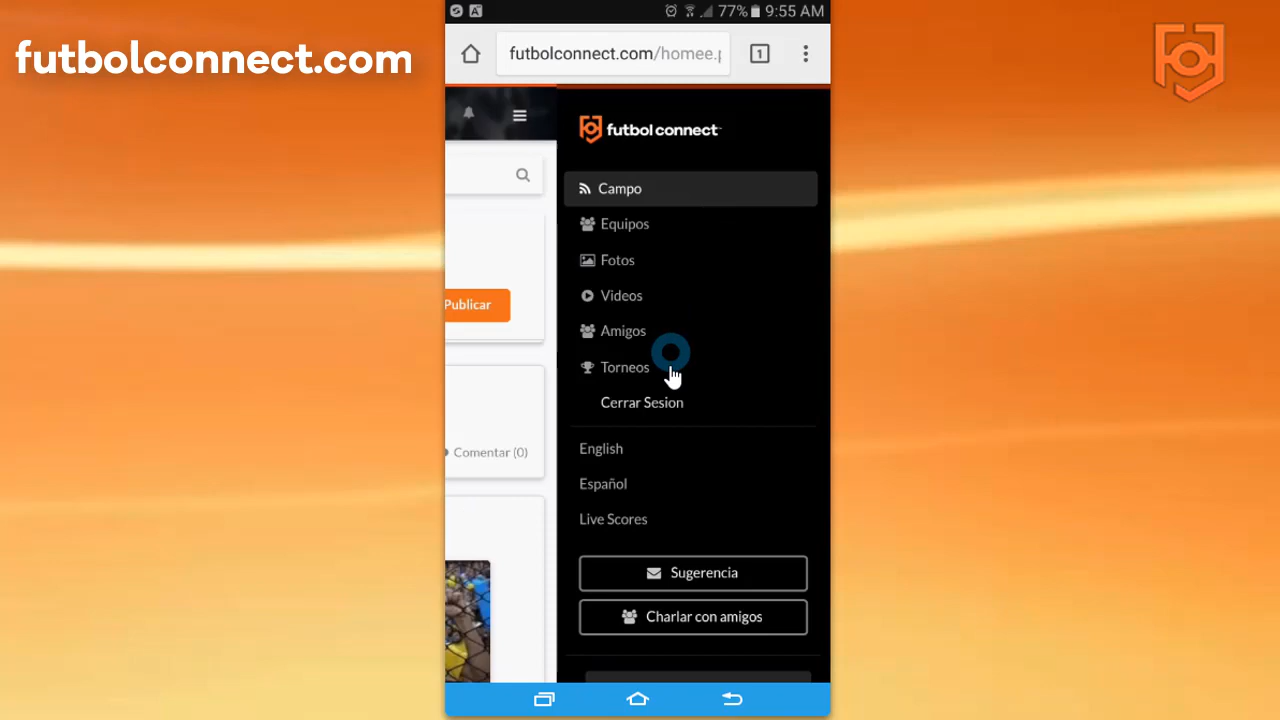 futbolconnect.com
77% 9:55 AM
futbolconnect.com/homee.p
1
futbol connect
Campo
Equipos
Fotos
Videos
Publicar
Amigos
Torneos
Cerrar Sesion
English
Comentar (0)
Español
Live Scores
Sugerencia
Charlar con amigos